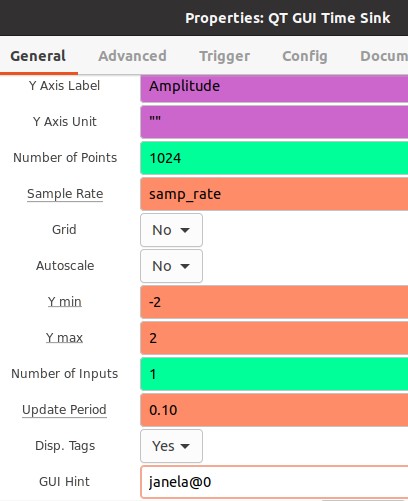 Properties: QT GUI Time Sink
General Advanced Trigger Config Docum
Y Axis Label Amplitude
Y Axis Unit ""
Number of Points 1024
Sample Rate samp_rate
Grid No
Autoscale No
Y min -2
Y max 2
Number of Inputs 1
Update Period 0.10
Disp. Tags Yes
GUI Hint janela@0